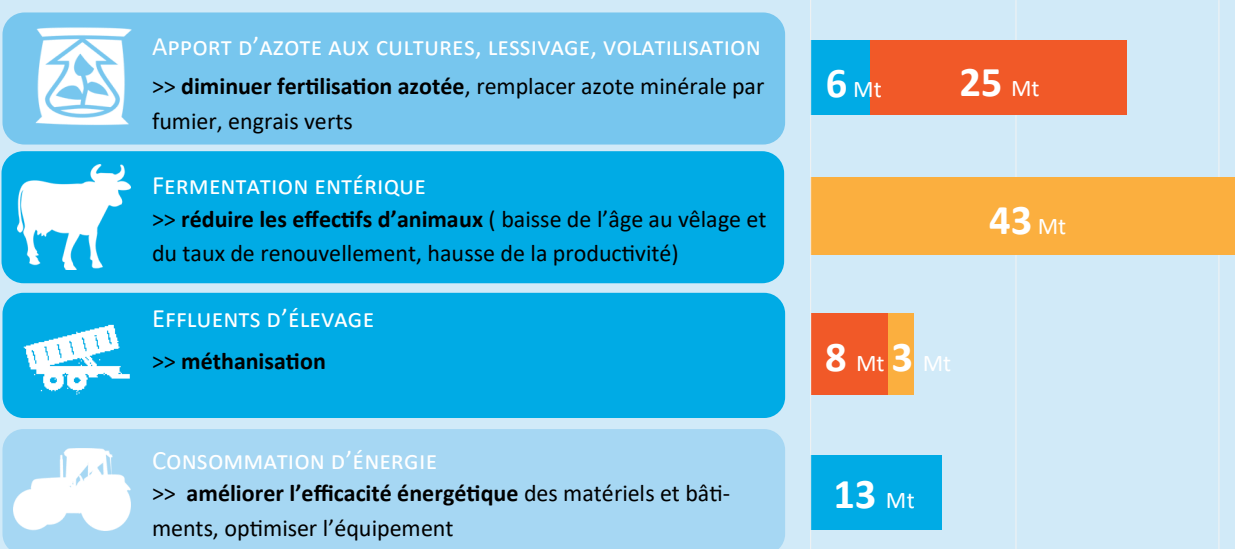 APPORT D'AZOTE AUX CULTURES, LESSIVAGE, VOLATILISATION
>> diminuer fertilisation azotée, remplacer azote minérale par
fumier, engrais verts
6 Mt 25 Mt
FERMENTATION ENTÉRIQUE
>> réduire les effectifs d'animaux ( baisse de l'âge au vêlage et
du taux de renouvellement, hausse de la productivité)
43 Mt
EFFLUENTS D'ÉLEVAGE
>> méthanisation
8 Mt 3 Mt
CONSOMMATION D'ÉNERGIE
>> améliorer l'efficacité énergétique des matériels et bâti-
ments, optimiser l'équipement
13 Mt